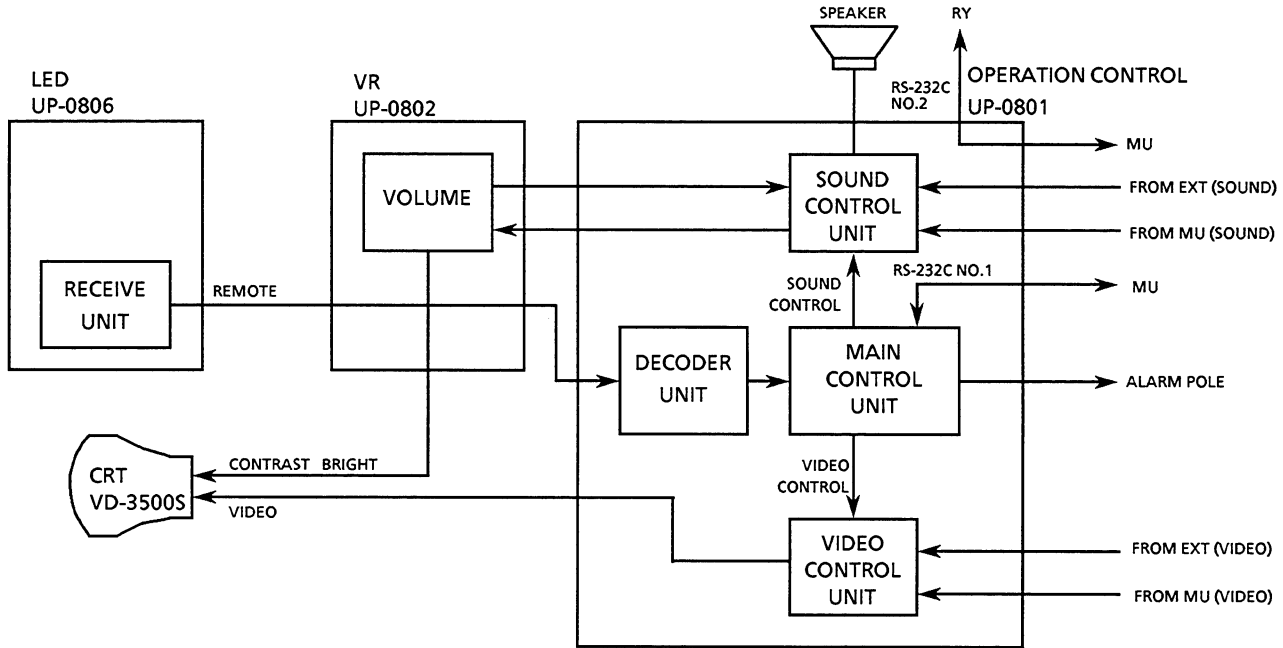 SPEAKER
RY
LED
UP-0806
VR
UP-0802
RS-232C
NO.2
OPERATION CONTROL
UP-0801
MU
VOLUME
SOUND
CONTROL
UNIT
FROM EXT (SOUND)
FROM MU (SOUND)
RECEIVE
UNIT
REMOTE
SOUND
CONTROL
RS-232C NO.1
MU
DECODER
UNIT
MAIN
CONTROL
UNIT
ALARM POLE
CRT
VD-3500S
CONTRAST BRIGHT
VIDEO
VIDEO
CONTROL
VIDEO
CONTROL
UNIT
FROM EXT (VIDEO)
FROM MU (VIDEO)